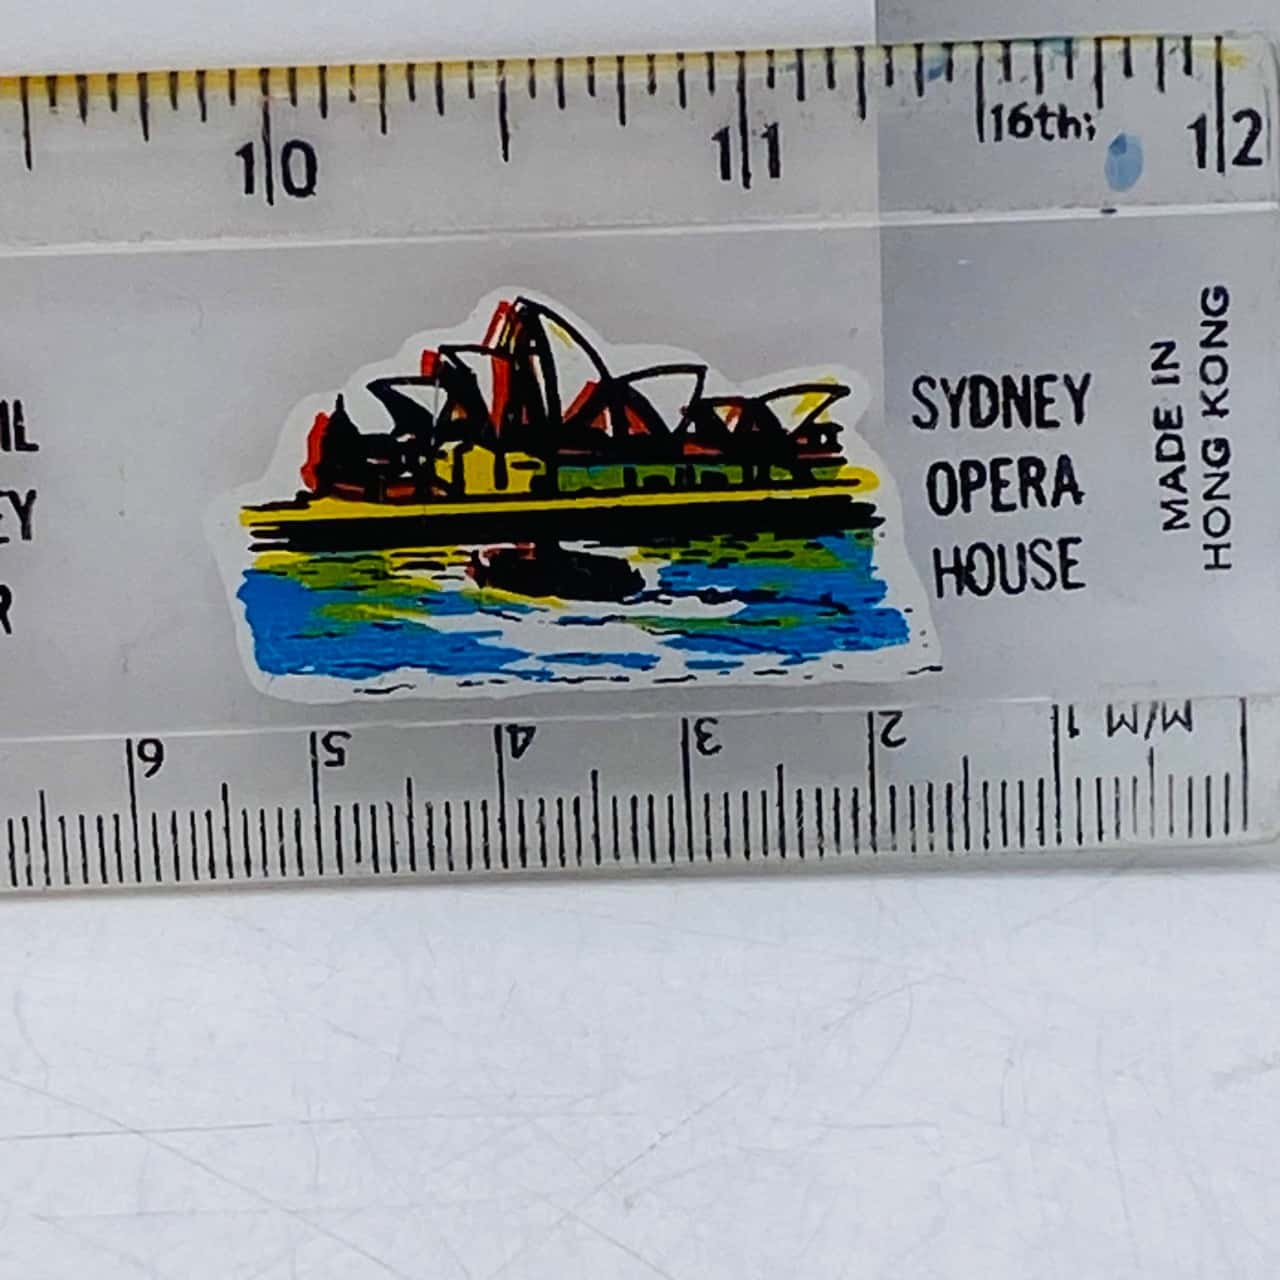 10
11
16th;
12
SYDNEY
OPERA
HOUSE
MADE IN
HONG KONG
6
5
4
3
2
1
M/M